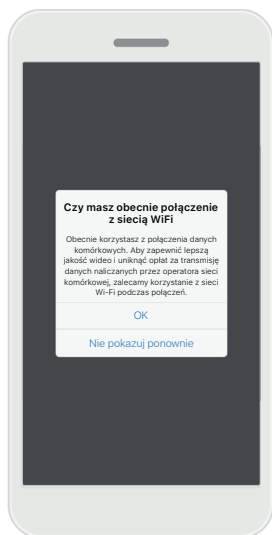 Czy masz obecnie połączenie
z siecią WiFi
Obecnie korzystasz z połączenia danych
komórkowych. Aby zapewnić lepszą
jakość wideo i uniknąć opłat za transmisję
danych naliczanych przez operatora sieci
komórkowej, zalecamy korzystanie z sieci
Wi-Fi podczas połączeń.
OK
Nie pokazuj ponownie